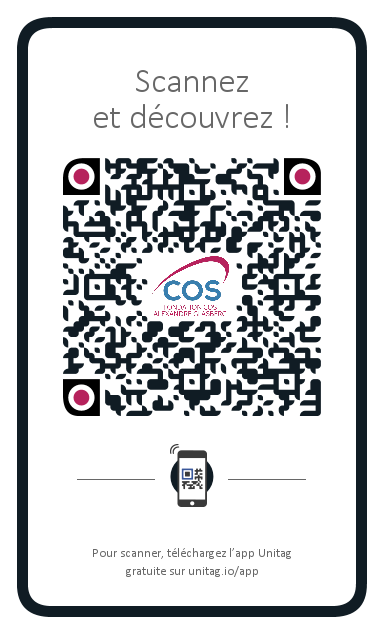 Scannez
et découvrez !
COS
FONDATION COS
ALEXANDRE GLASBERG
Pour scanner, téléchargez l'app Unitag
gratuite sur unitag.io/app